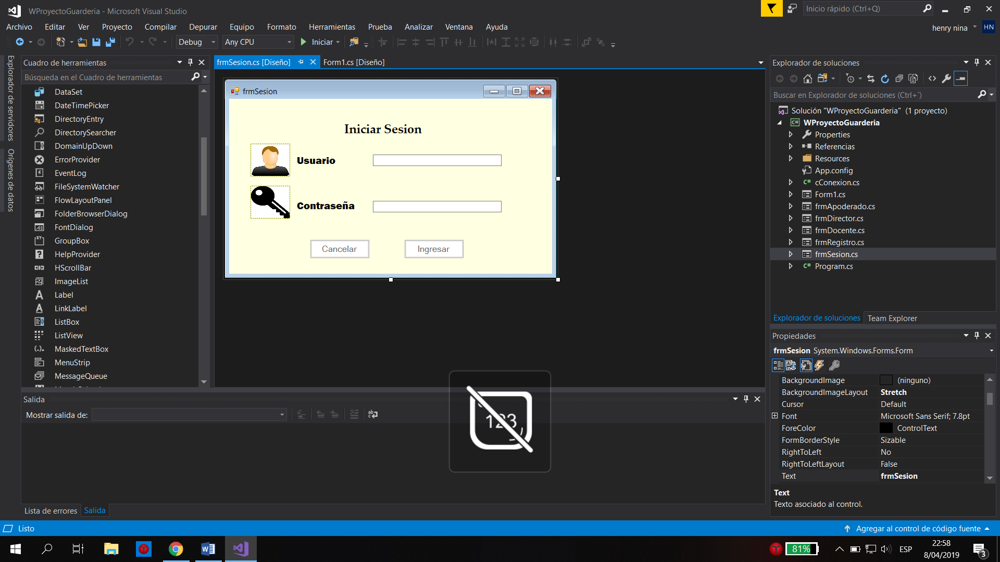 WProyectoGuarderia - Microsoft Visual Studio
Inicio rápido (Ctrl+Q)
Archivo Editar Ver Proyecto Compilar Depurar Equipo Formato Herramientas Prueba Analizar Ventana Ayuda
henry nina HN
Debug Any CPU Iniciar
Explorador de servidores
Orígenes de datos
Cuadro de herramientas
Búsqueda en el Cuadro de herramientas
DataSet
DateTimePicker
DirectoryEntry
DirectorySearcher
DomainUpDown
ErrorProvider
EventLog
FileSystemWatcher
FlowLayoutPanel
FolderBrowserDialog
FontDialog
GroupBox
HelpProvider
HScrollBar
ImageList
Label
LinkLabel
ListBox
ListView
MaskedTextBox
MenuStrip
MessageQueue
frmSesion.cs [Diseño] Form1.cs [Diseño]
frmSesion
Iniciar Sesion
Usuario
Contraseña
Cancelar Ingresar
123
Salida
Mostrar salida de:
Lista de errores Salida
Explorador de soluciones
Buscar en Explorador de soluciones (Ctrl+´)
Solución "WProyectoGuarderia" (1 proyecto)
WProyectoGuarderia
Properties
Referencias
Resources
App.config
cConexion.cs
Form1.cs
frmApoderado.cs
frmDirector.cs
frmDocente.cs
frmRegistro.cs
frmSesion.cs
Program.cs
Explorador de soluciones Team Explorer
Propiedades
frmSesion System.Windows.Forms.Form
BackgroundImage (ninguno)
BackgroundImageLayout Stretch
Cursor Default
Font Microsoft Sans Serif; 7.8pt
ForeColor ControlText
FormBorderStyle Sizable
RightToLeft No
RightToLeftLayout False
Text frmSesion
Text
Texto asociado al control.
Listo
Agregar al control de código fuente
81%
ESP
22:58
8/04/2019
3